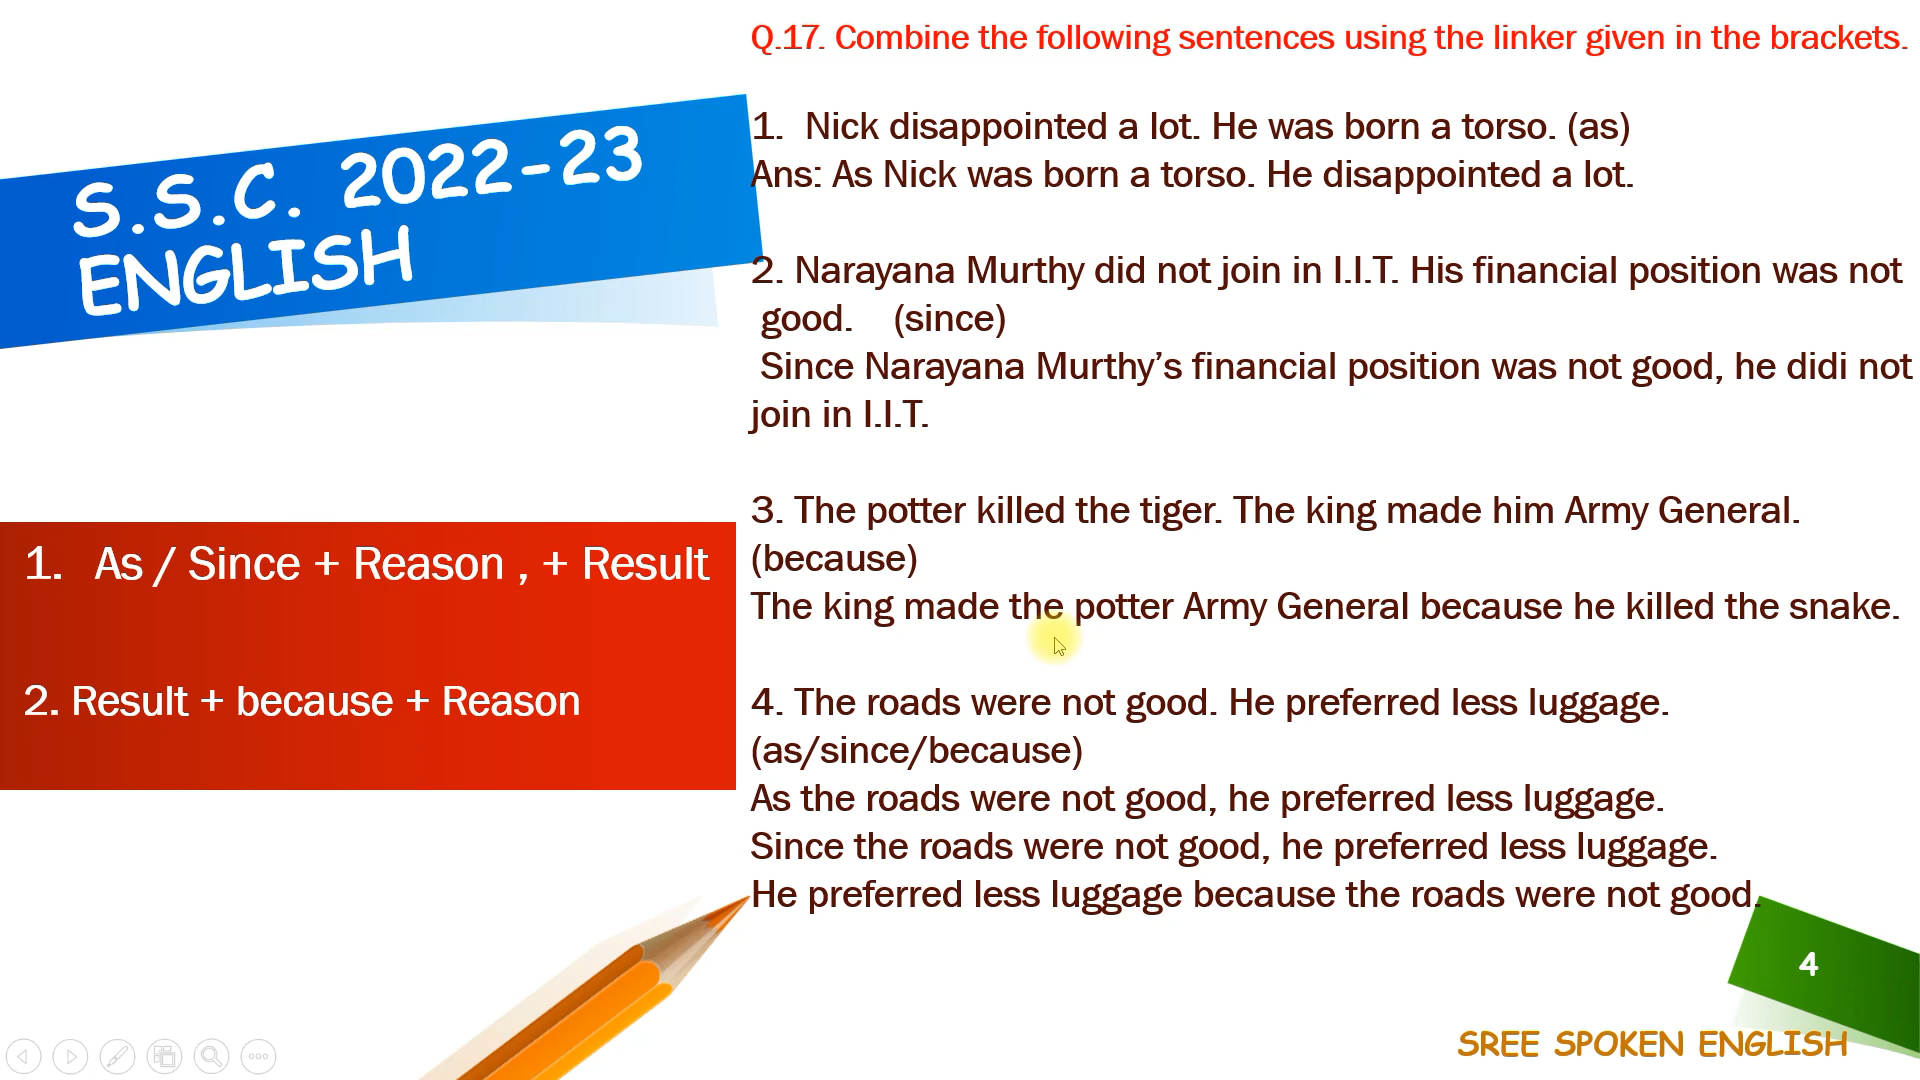 S.S.C. 2022-23
ENGLISH
1. As / Since + Reason , + Result
2. Result + because + Reason
Q.17. Combine the following sentences using the linker given in the brackets.
1. Nick disappointed a lot. He was born a torso. (as)
Ans: As Nick was born a torso. He disappointed a lot.
2. Narayana Murthy did not join in I.I.T. His financial position was not
good. (since)
Since Narayana Murthy’s financial position was not good, he didi not
join in I.I.T.
3. The potter killed the tiger. The king made him Army General.
(because)
The king made the potter Army General because he killed the snake.
4. The roads were not good. He preferred less luggage.
(as/since/because)
As the roads were not good, he preferred less luggage.
Since the roads were not good, he preferred less luggage.
He preferred less luggage because the roads were not good.
4
SREE SPOKEN ENGLISH